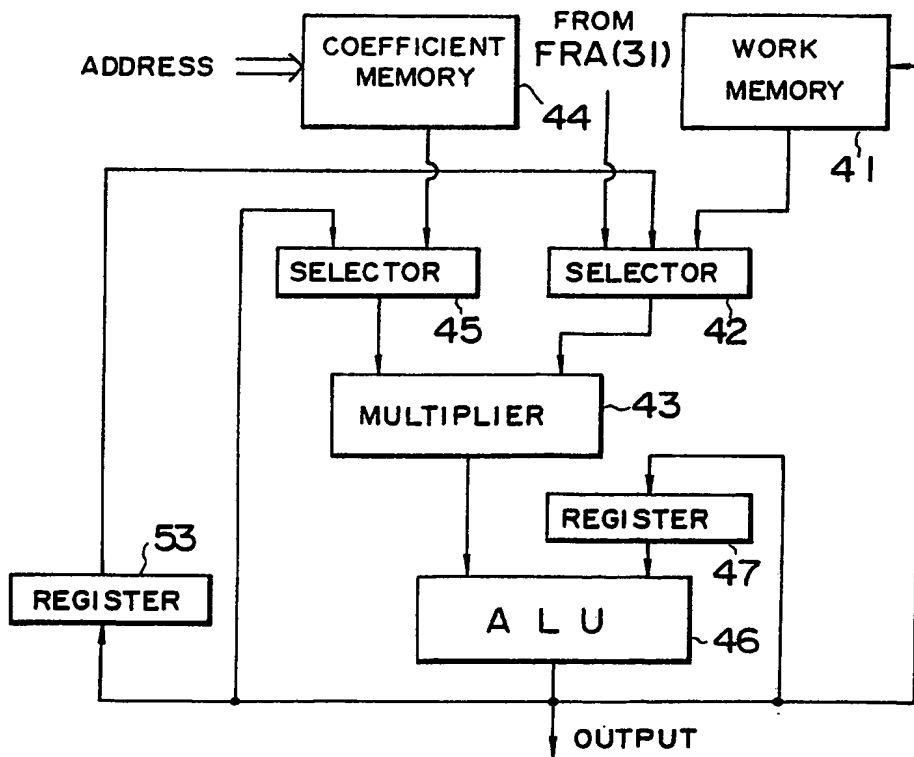 ADDRESS
COEFFICIENT
MEMORY
44
FROM
FRA(31)
WORK
MEMORY
41
SELECTOR
45
SELECTOR
42
MULTIPLIER
43
REGISTER
47
53
REGISTER
ALU
46
OUTPUT